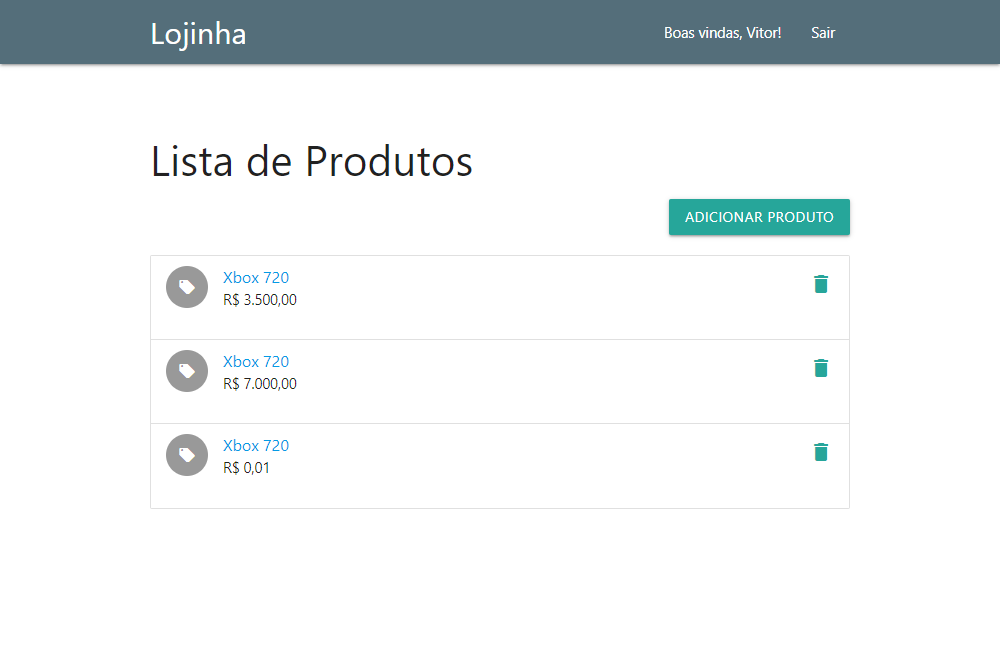 Lojinha
Boas vindas, Vitor!
Sair
Lista de Produtos
ADICIONAR PRODUTO
Xbox 720
R$ 3.500,00
Xbox 720
R$ 7.000,00
Xbox 720
R$ 0,01